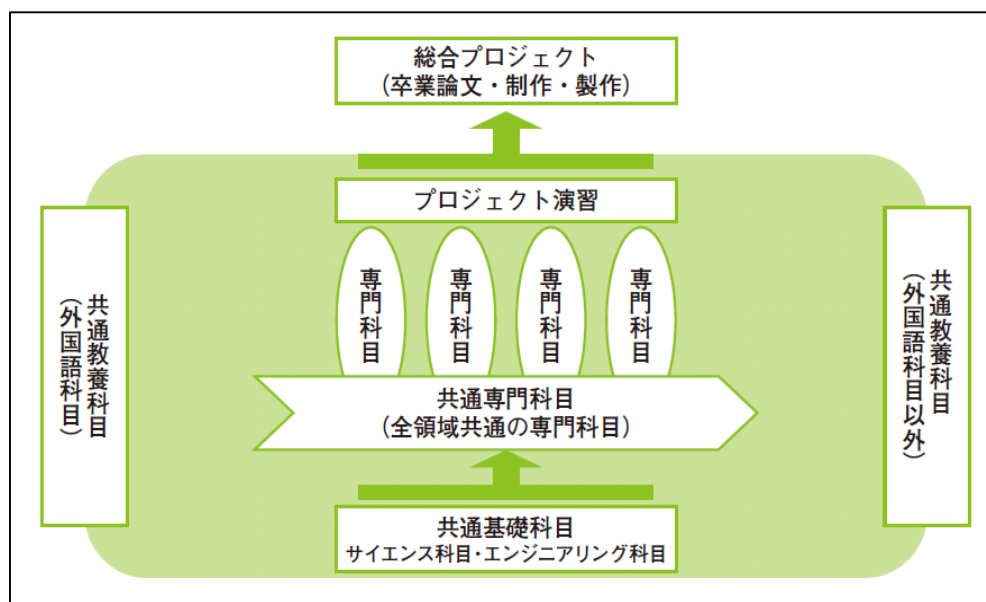 総合プロジェクト
(卒業論文・制作・製作)
プロジェクト演習
専門科目
専門科目
専門科目
専門科目
共通教養科目
(外国語科目)
共通教養科目
(外国語科目以外)
共通専門科目
(全領域共通の専門科目)
共通基礎科目
サイエンス科目・エンジニアリング科目